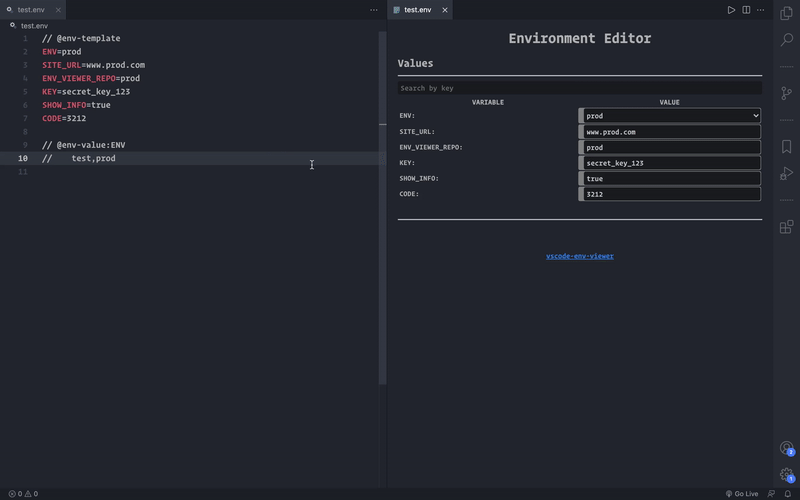 test.env
test.env
test.env
1 // @env-template
2 ENV=prod
3 SITE_URL=www.prod.com
4 ENV_VIEWER_REPO=prod
5 KEY=secret_key_123
6 SHOW_INFO=true
7 CODE=3212
8
9 // @env-value:ENV
10 //    test,prod
11
Environment Editor
Values
Search by key
VARIABLE VALUE
ENV: prod
SITE_URL: www.prod.com
ENV_VIEWER_REPO: prod
KEY: secret_key_123
SHOW_INFO: true
CODE: 3212
vscode-env-viewer
2
1
0 0
Go Live